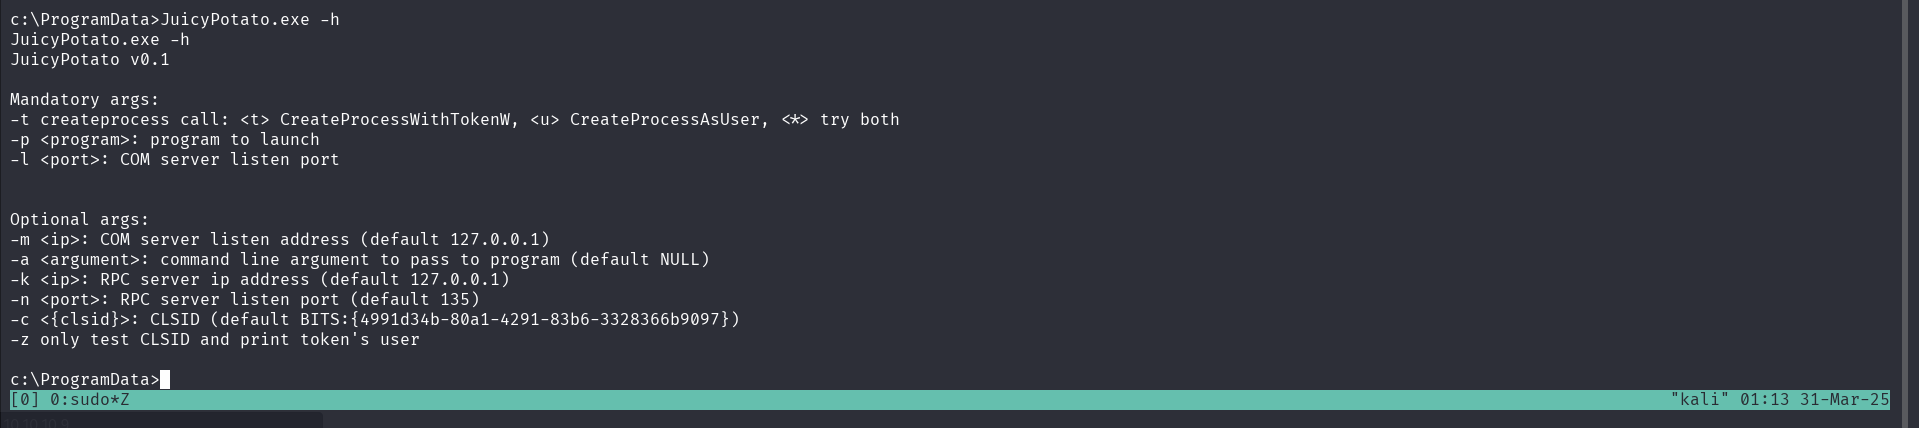 c:\ProgramData>JuicyPotato.exe -h
JuicyPotato.exe -h
JuicyPotato v0.1
Mandatory args:
-t createprocess call: <t> CreateProcessWithTokenW, <u> CreateProcessAsUser, <*> try both
-p <program>: program to launch
-l <port>: COM server listen port
Optional args:
-m <ip>: COM server listen address (default 127.0.0.1)
-a <argument>: command line argument to pass to program (default NULL)
-k <ip>: RPC server ip address (default 127.0.0.1)
-n <port>: RPC server listen port (default 135)
-c <{clsid}>: CLSID (default BITS:{4991d34b-80a1-4291-83b6-3328366b9097})
-z only test CLSID and print token's user
c:\ProgramData>
[0] 0:sudo*Z "kali" 01:13 31-Mar-25